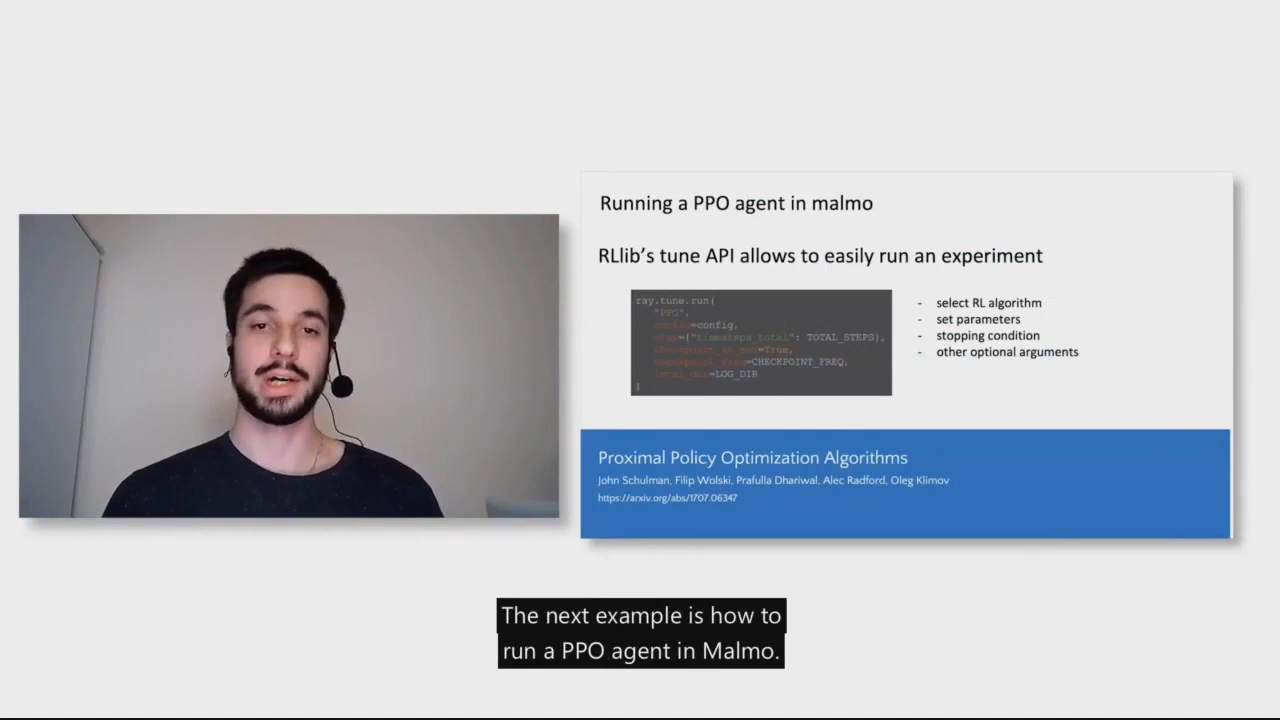 Running a PPO agent in malmo
RLlib's tune API allows to easily run an experiment
ray.tune.run(
"PPO",
config=config,
stop={"timesteps_total": TOTAL_STEPS},
checkpoint_at_end=True,
checkpoint_freq=CHECKPOINT_FREQ,
local_dir=LOG_DIR
)
- select RL algorithm
- set parameters
- stopping condition
- other optional arguments
Proximal Policy Optimization Algorithms
John Schulman, Filip Wolski, Prafulla Dhariwal, Alec Radford, Oleg Klimov
https://arxiv.org/abs/1707.06347
The next example is how to
run a PPO agent in Malmo.